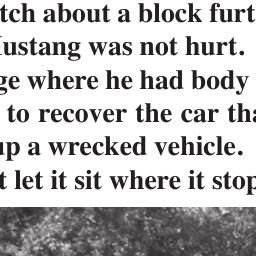 tch about a block furt
Mustang was not hurt.
ge where he had body
to recover the car tha
up a wrecked vehicle.
t let it sit where it stop